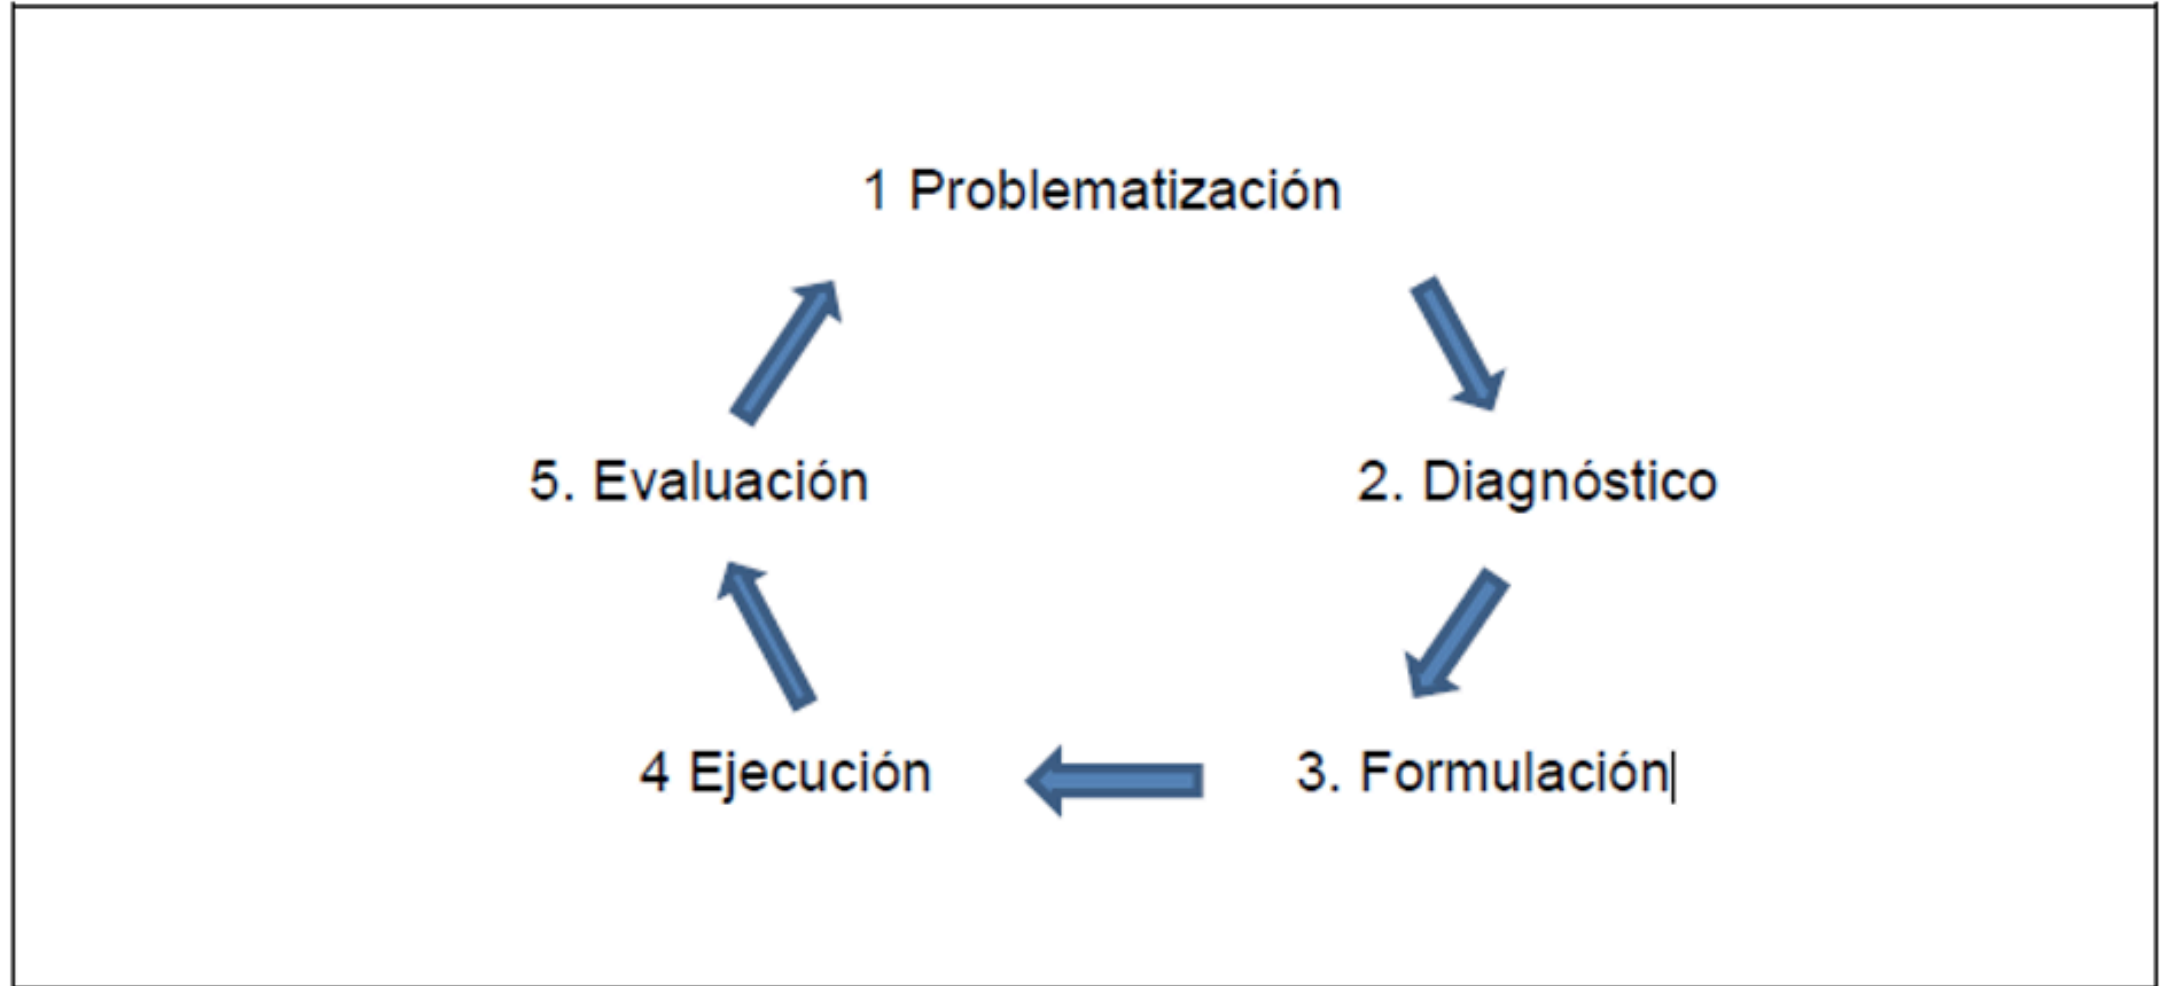 1 Problematización
5. Evaluación
2. Diagnóstico
4 Ejecución
3. Formulación